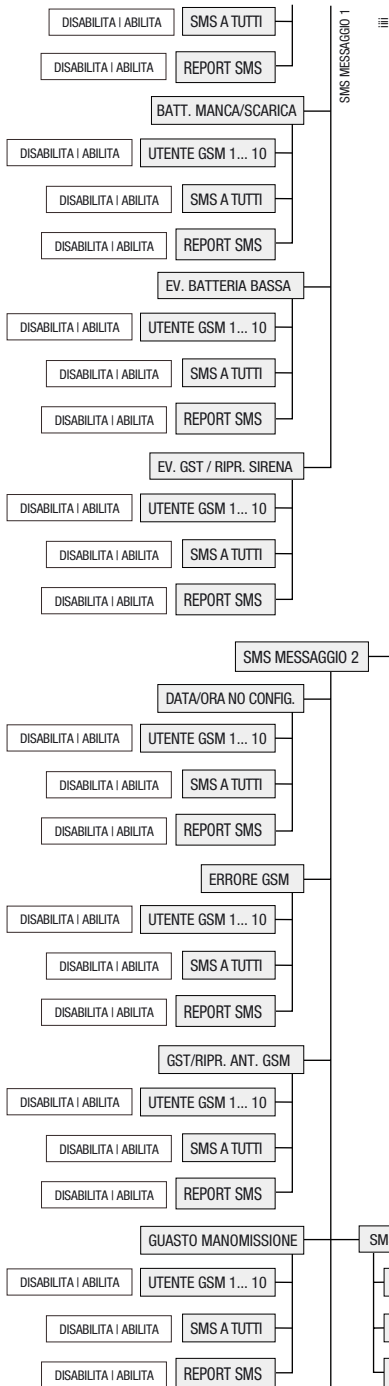 DISABILITA I ABILITA SMS A TUTTI
SMS MESSAGGIO 1
DISABILITA I ABILITA REPORT SMS
BATT. MANCA/SCARICA
DISABILITA I ABILITA UTENTE GSM 1... 10
DISABILITA I ABILITA SMS A TUTTI
DISABILITA I ABILITA REPORT SMS
EV. BATTERIA BASSA
DISABILITA I ABILITA UTENTE GSM 1... 10
DISABILITA I ABILITA SMS A TUTTI
DISABILITA I ABILITA REPORT SMS
EV. GST / RIPR. SIRENA
DISABILITA I ABILITA UTENTE GSM 1... 10
DISABILITA I ABILITA SMS A TUTTI
DISABILITA I ABILITA REPORT SMS
SMS MESSAGGIO 2
DATA/ORA NO CONFIG.
DISABILITA I ABILITA UTENTE GSM 1... 10
DISABILITA I ABILITA SMS A TUTTI
DISABILITA I ABILITA REPORT SMS
ERRORE GSM
DISABILITA I ABILITA UTENTE GSM 1... 10
DISABILITA I ABILITA SMS A TUTTI
DISABILITA I ABILITA REPORT SMS
GST/RIPR. ANT. GSM
DISABILITA I ABILITA UTENTE GSM 1... 10
DISABILITA I ABILITA SMS A TUTTI
DISABILITA I ABILITA REPORT SMS
GUASTO MANOMISSIONE SM
DISABILITA I ABILITA UTENTE GSM 1... 10
DISABILITA I ABILITA SMS A TUTTI
DISABILITA I ABILITA REPORT SMS